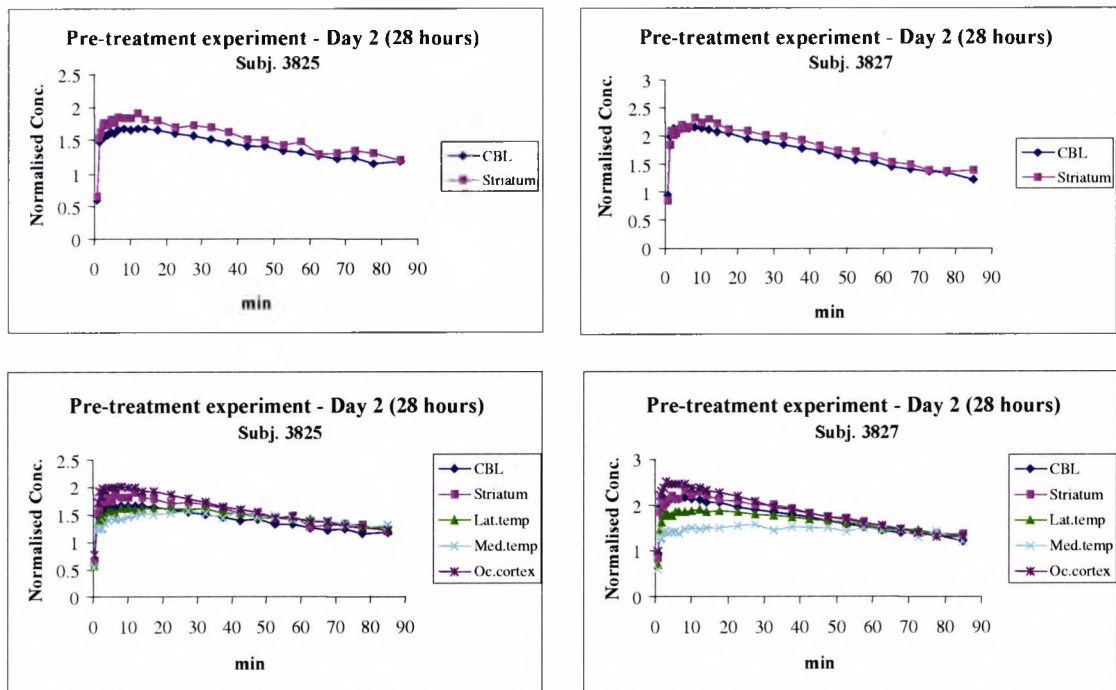 Pre-treatment experiment - Day 2 (28 hours)
Subj. 3825
Normalised Conc.
2.5
2
1.5
1
0.5
0
0 10 20 30 40 50 60 70 80 90
min
CBL
Striatum
Pre-treatment experiment - Day 2 (28 hours)
Subj. 3827
Normalised Conc.
3
2.5
2
1.5
1
0.5
0
0 10 20 30 40 50 60 70 80 90
min
CBL
Striatum
Pre-treatment experiment - Day 2 (28 hours)
Subj. 3825
Normalised Conc.
2.5
2
1.5
1
0.5
0
0 10 20 30 40 50 60 70 80 90
min
CBL
Striatum
Lat.temp
Med.temp
Oc.cortex
Pre-treatment experiment - Day 2 (28 hours)
Subj. 3827
Normalised Conc.
3
2
1
0
0 10 20 30 40 50 60 70 80 90
min
CBL
Striatum
Lat.temp
Med.temp
Oc.cortex